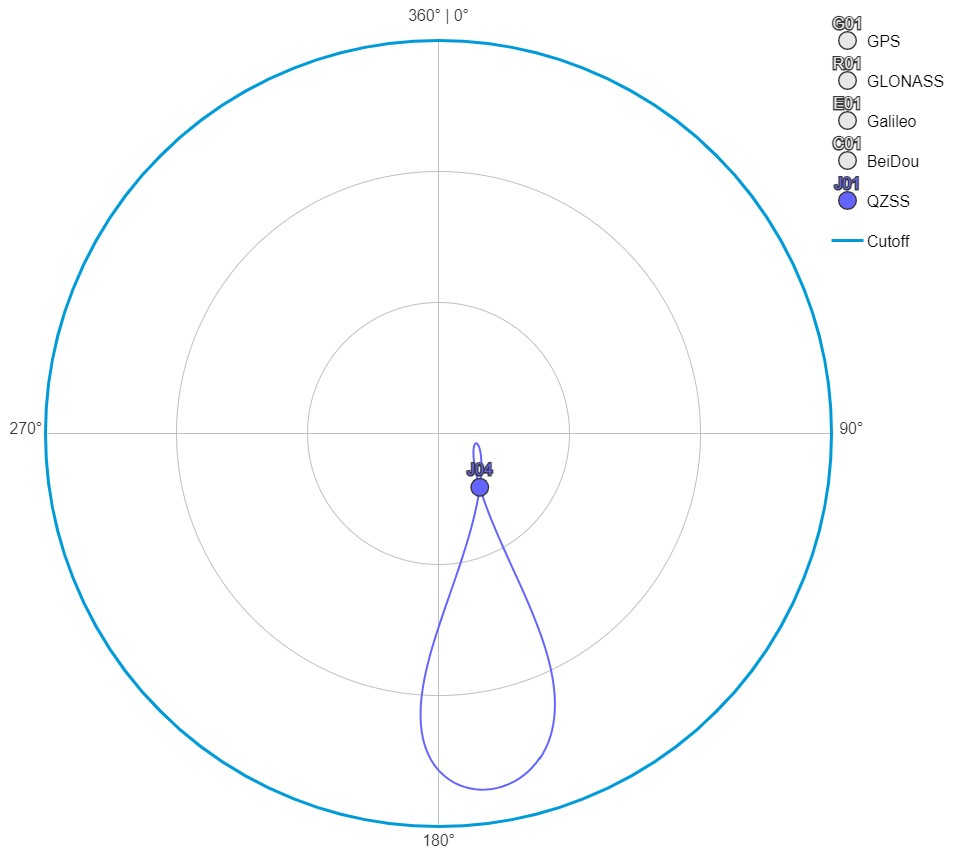 360° | 0°
G01
GPS
R01
GLONASS
E01
Galileo
C01
BeiDou
J01
QZSS
Cutoff
270°
90°
J04
180°